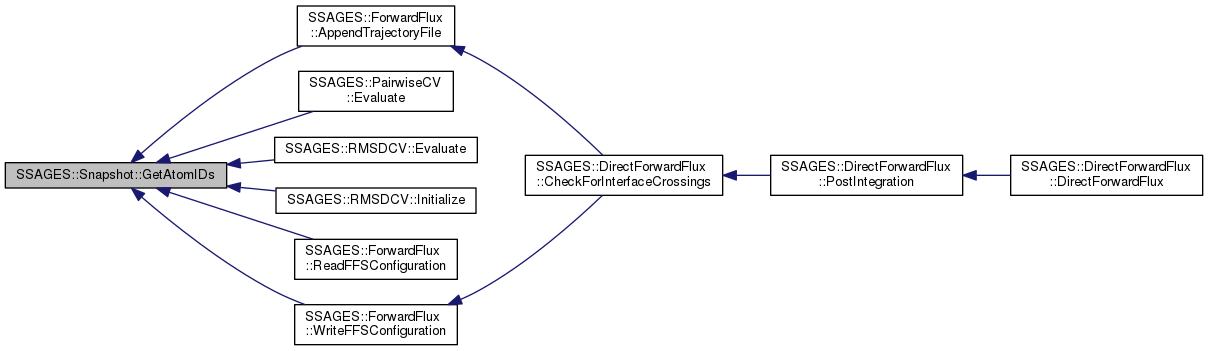 SSAGES::Snapshot::GetAtomIDs
SSAGES::ForwardFlux
::AppendTrajectoryFile
SSAGES::PairwiseCV
::Evaluate
SSAGES::RMSDCV::Evaluate
SSAGES::RMSDCV::Initialize
SSAGES::ForwardFlux
::ReadFFSConfiguration
SSAGES::ForwardFlux
::WriteFFSConfiguration
SSAGES::DirectForwardFlux
::CheckForInterfaceCrossings
SSAGES::DirectForwardFlux
::PostIntegration
SSAGES::DirectForwardFlux
::DirectForwardFlux